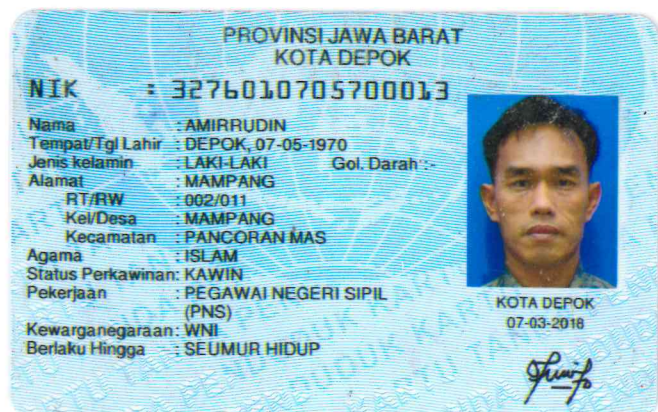 PROVINSI JAWA BARAT
KOTA DEPOK
NIK : 3276010705700013
Nama : AMIRRUDIN
Tempat/Tgl Lahir : DEPOK, 07-05-1970
Jenis kelamin : LAKI-LAKI Gol. Darah :-
Alamat : MAMPANG
RT/RW : 002/011
Kel/Desa : MAMPANG
Kecamatan : PANCORAN MAS
Agama : ISLAM
Status Perkawinan: KAWIN
Pekerjaan : PEGAWAI NEGERI SIPIL
(PNS)
Kewarganegaraan: WNI
Berlaku Hingga : SEUMUR HIDUP
KOTA DEPOK
07-03-2018